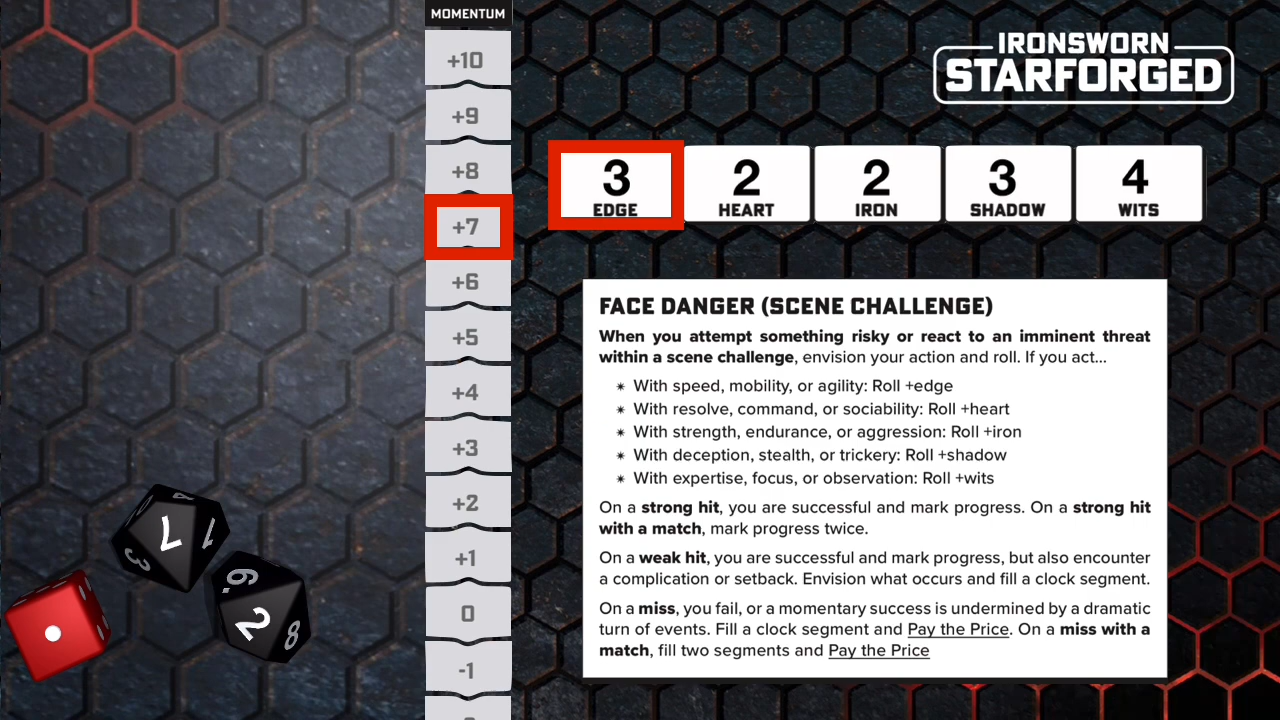 MOMENTUM
+10
+9
+8
+7
+6
+5
+4
+3
+2
+1
0
-1
IRONSWORN
STARFORGED
3 2 2 3 4
EDGE HEART IRON SHADOW WITS
FACE DANGER (SCENE CHALLENGE)
When you attempt something risky or react to an imminent threat
within a scene challenge, envision your action and roll. If you act...
✴ With speed, mobility, or agility: Roll +edge
✴ With resolve, command, or sociability: Roll +heart
✴ With strength, endurance, or aggression: Roll +iron
✴ With deception, stealth, or trickery: Roll +shadow
✴ With expertise, focus, or observation: Roll +wits
On a strong hit, you are successful and mark progress. On a strong hit
with a match, mark progress twice.
On a weak hit, you are successful and mark progress, but also encounter
a complication or setback. Envision what occurs and fill a clock segment.
On a miss, you fail, or a momentary success is undermined by a dramatic
turn of events. Fill a clock segment and Pay the Price. On a miss with a
match, fill two segments and Pay the Price
4
7 1
3
6.
2 8